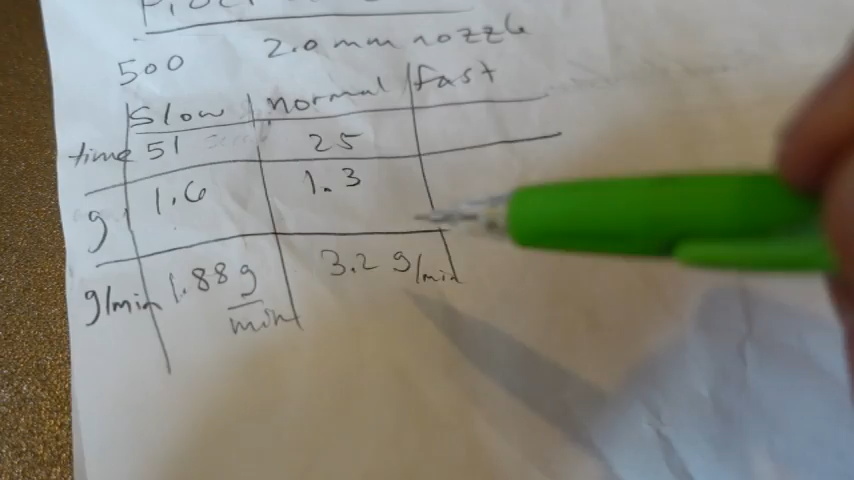 2.0 mm nozzle
500
slow normal fast
time 51 25
g 1.6 1.3
g/min 1.88 g/min 3.2 g/min